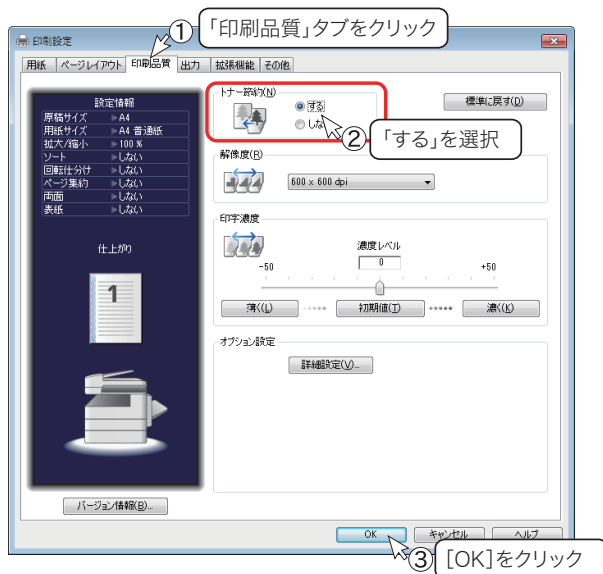 ① 「印刷品質」タブをクリック
印刷設定
用紙 ページレイアウト 印刷品質 出力 拡張機能 その他
設定情報
原稿サイズ ▶A4
用紙サイズ ▶A4 普通紙
拡大/縮小 ▶100 %
ソート ▶しない
回転仕分け ▶しない
ページ集約 ▶しない
両面 ▶しない
表紙 ▶しない
仕上がり
1
バージョン情報(B)...
トナー節約(N)
する
② 「する」を選択
標準に戻す(D)
解像度(R)
600 x 600 dpi
印字濃度
濃度レベル
-50 0 +50
薄く(L) 初期値(T) 濃く(K)
オプション設定
詳細設定(V)...
OK キャンセル ヘルプ
③ [OK]をクリック